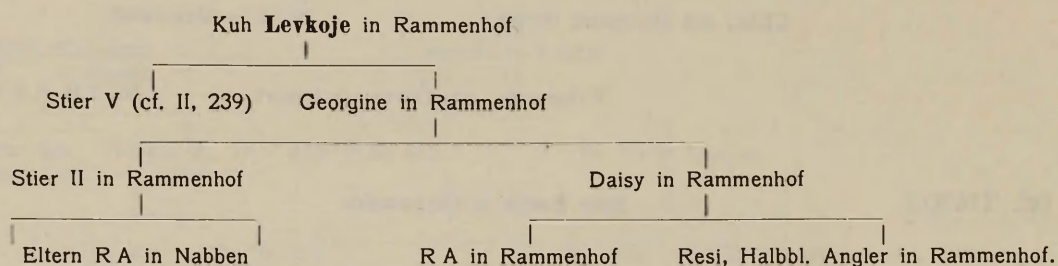 Kuh Levkoje in Rammenhof
Stier V (cf. II, 239) Georgine in Rammenhof
Stier II in Rammenhof Daisy in Rammenhof
Eltern R A in Nabben R A in Rammenhof Resi, Halbbl. Angler in Rammenhof.